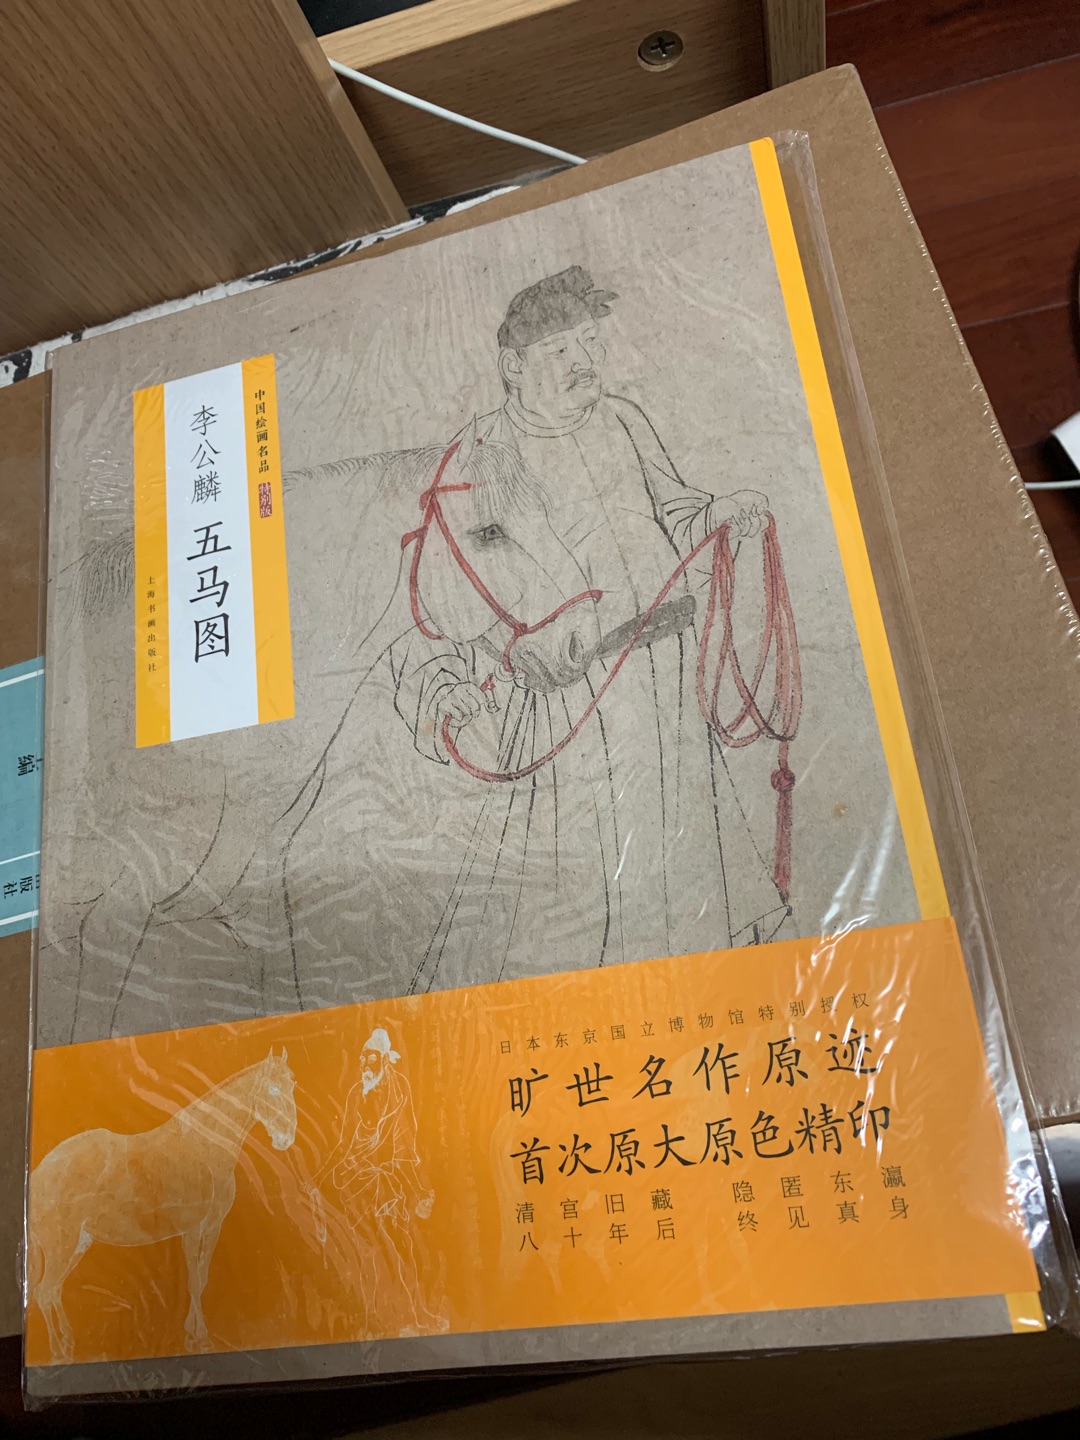 中国绘画名品 特别版
李公麟 五马图
上海书画出版社
日本东京国立博物馆特别授权
旷世名作原迹
首次原大原色精印
清宫旧藏 隐匿东瀛
八十年后 终见真身
编
版社